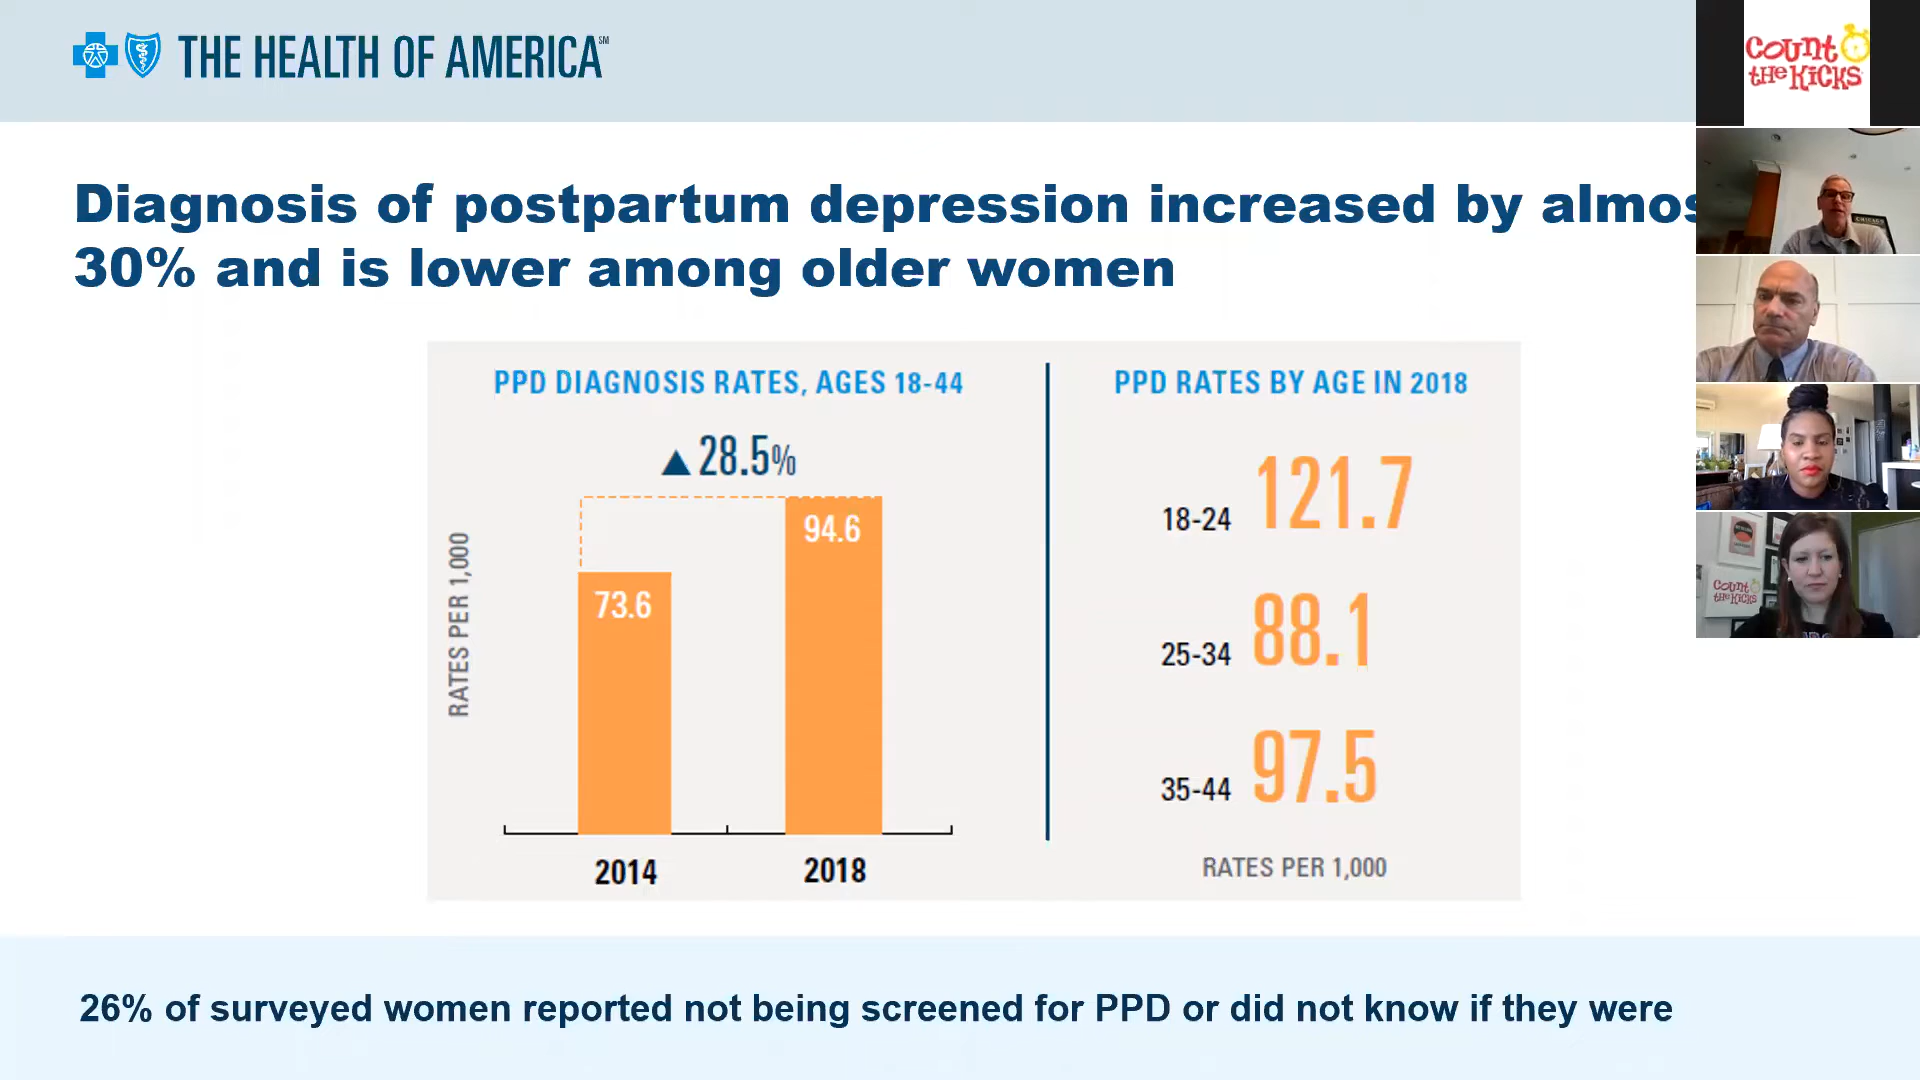 THE HEALTH OF AMERICA℠
Diagnosis of postpartum depression increased by almos
30% and is lower among older women
PPD DIAGNOSIS RATES, AGES 18-44
▲28.5%
RATES PER 1,000
73.6
94.6
2014
2018
PPD RATES BY AGE IN 2018
18-24 121.7
25-34 88.1
35-44 97.5
RATES PER 1,000
26% of surveyed women reported not being screened for PPD or did not know if they were
Count
the Kicks
CHICAGO
Count
the Kicks